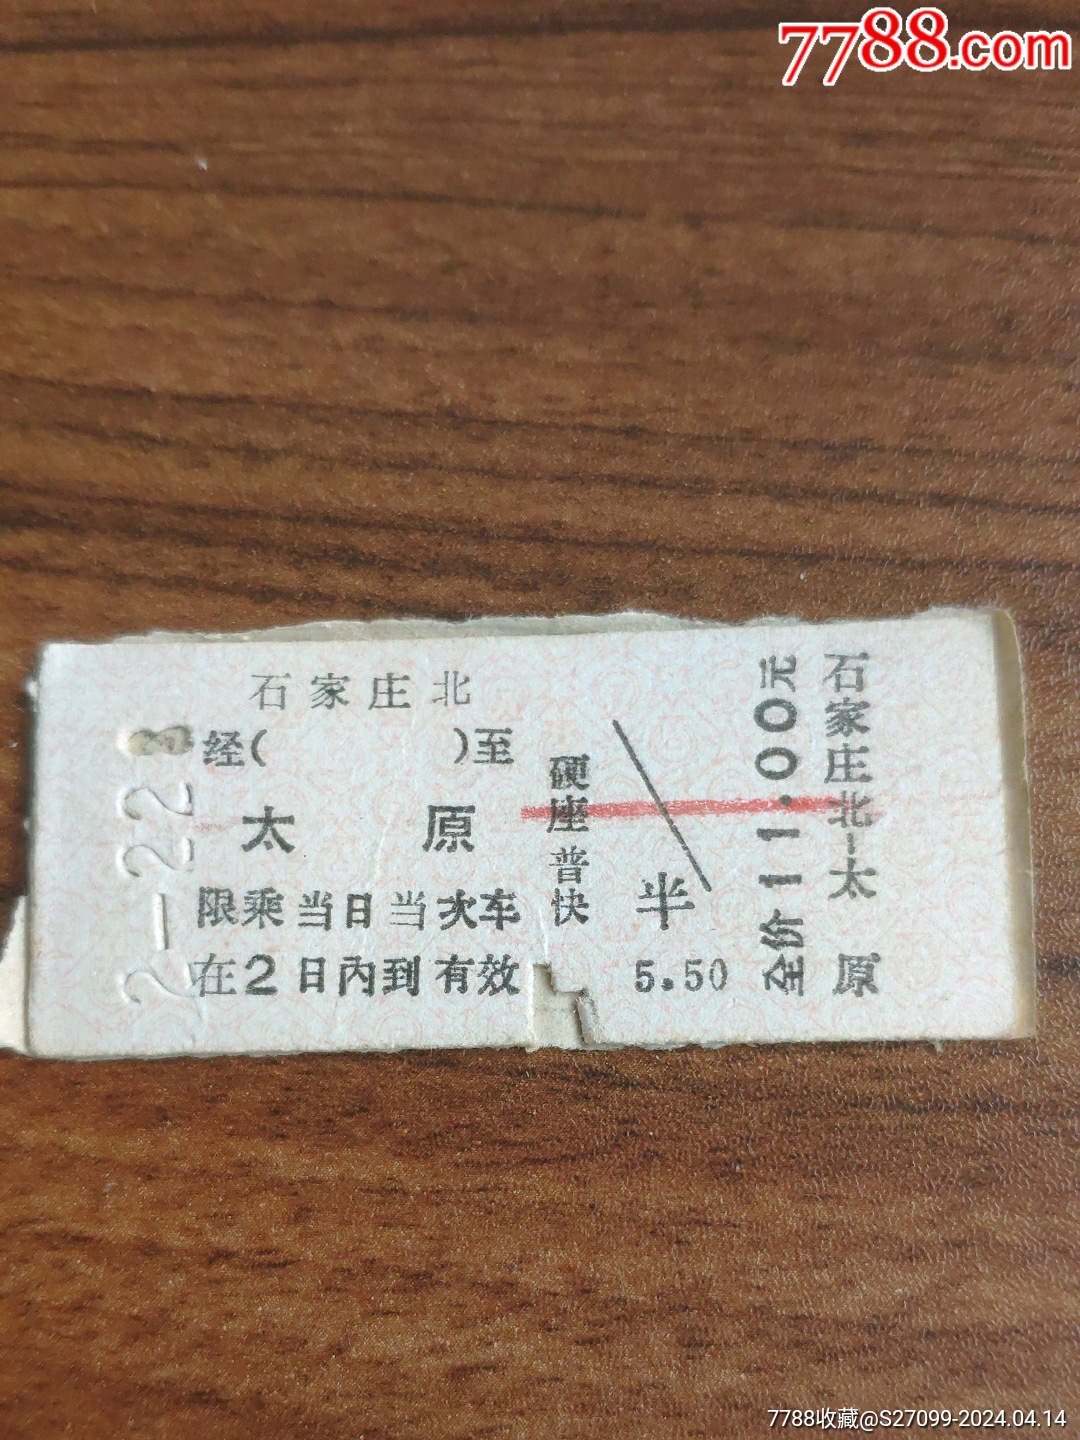 7788.com
石家庄北
经( )至
太原
限乘当日当次车
在2日内到有效
硬座普快
半
5.50
全价11.00元
石家庄北—太原
7788收藏@S27099-2024.04.14